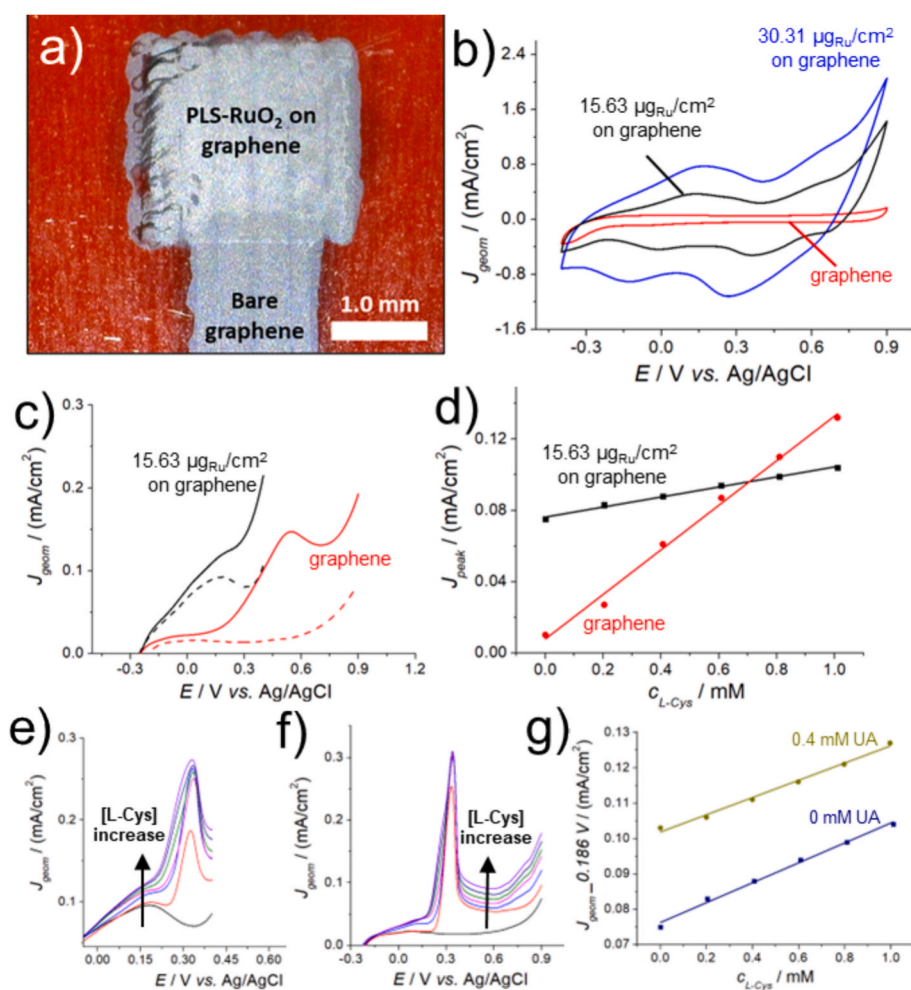 a)
PLS-RuO₂ on
graphene
Bare
graphene
1.0 mm
b)
30.31 µgRu/cm²
on graphene
15.63 µgRu/cm²
on graphene
graphene
Jgeom / (mA/cm²)
2.4
1.6
0.8
0.0
-0.8
-1.6
-0.3 0.0 0.3 0.6 0.9
E / V vs. Ag/AgCl
c)
15.63 µgRu/cm²
on graphene
graphene
Jgeom / (mA/cm²)
0.3
0.2
0.1
0.0
-0.3 0.0 0.3 0.6 0.9 1.2
E / V vs. Ag/AgCl
d)
15.63 µgRu/cm²
on graphene
graphene
Jpeak / (mA/cm²)
0.12
0.08
0.04
0.00
0.0 0.2 0.4 0.6 0.8 1.0
cL-Cys / mM
e)
[L-Cys]
increase
Jgeom / (mA/cm²)
0.3
0.2
0.1
0.00 0.15 0.30 0.45 0.60
E / V vs. Ag/AgCl
f)
[L-Cys]
increase
Jgeom / (mA/cm²)
0.4
0.3
0.2
0.1
0.0
-0.3 0.0 0.3 0.6 0.9
E / V vs. Ag/AgCl
g)
0.4 mM UA
0 mM UA
Jgeom – 0.186 V / (mA/cm²)
0.13
0.12
0.11
0.10
0.09
0.08
0.07
0.0 0.2 0.4 0.6 0.8 1.0
cL-Cys / mM